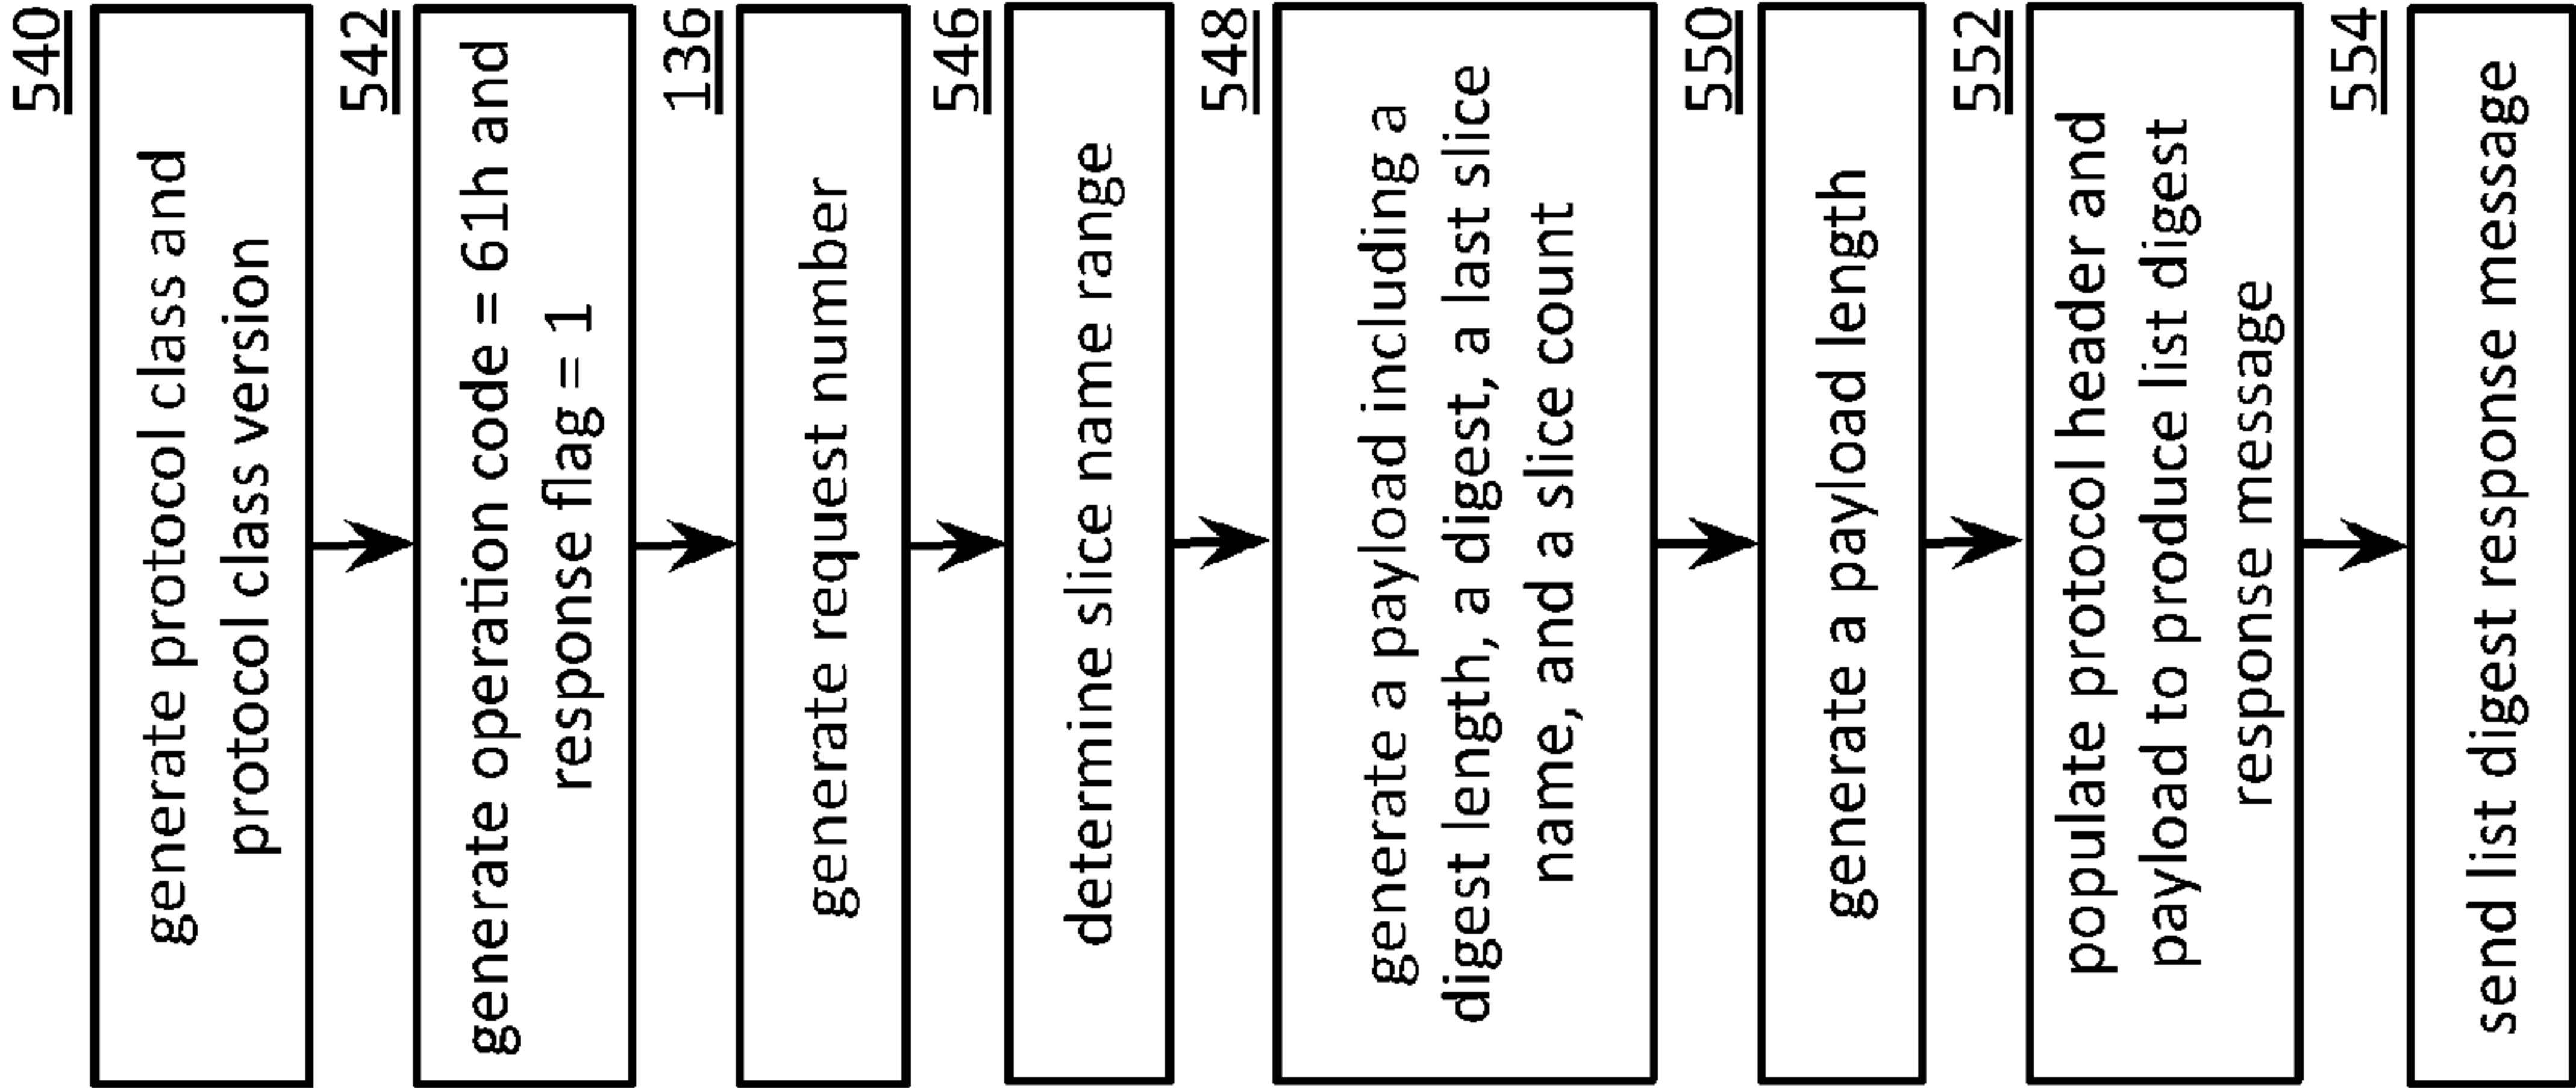 540
generate protocol class and
protocol class version
542
generate operation code = 61h and
response flag = 1
136
generate request number
546
determine slice name range
548
generate a payload including a
digest length, a digest, a last slice
name, and a slice count
550
generate a payload length
552
populate protocol header and
payload to produce list digest
response message
554
send list digest response message